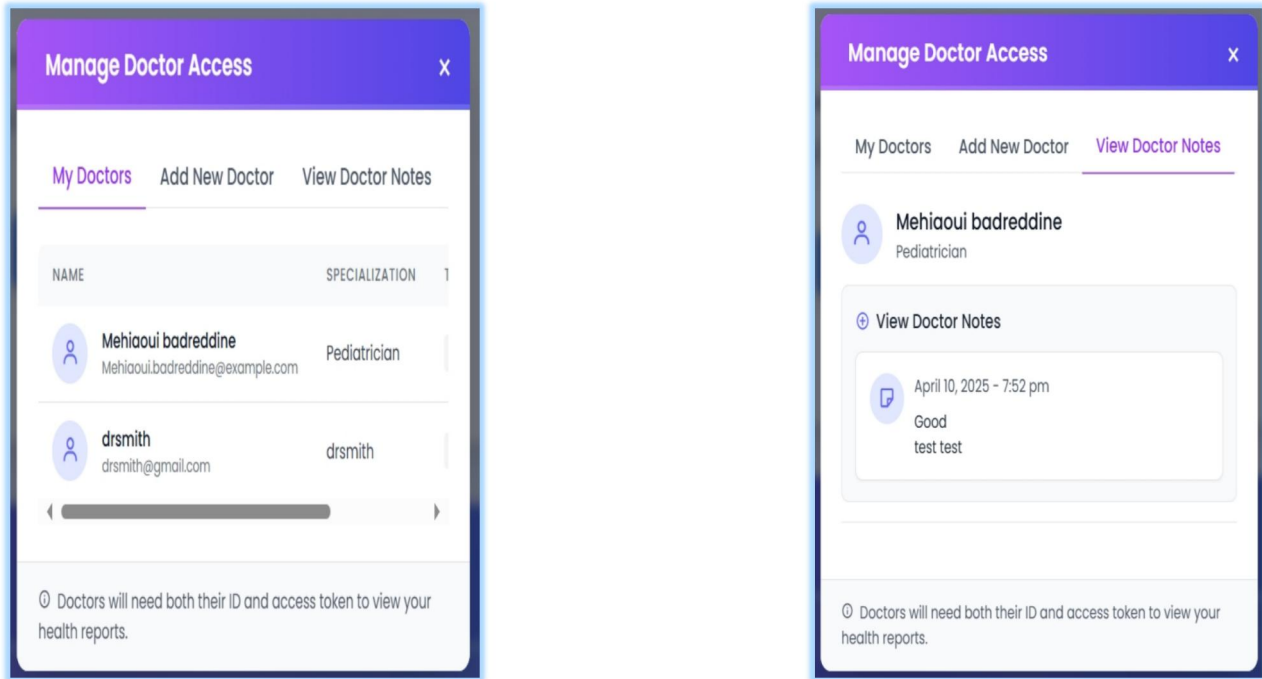 Manage Doctor Access
x
My Doctors Add New Doctor View Doctor Notes
NAME SPECIALIZATION
Mehiaoui badreddine
Mehiaoui.badreddine@example.com
Pediatrician
drsmith
drsmith@gmail.com
drsmith
Doctors will need both their ID and access token to view your
health reports.
Manage Doctor Access
x
My Doctors Add New Doctor View Doctor Notes
Mehiaoui badreddine
Pediatrician
View Doctor Notes
April 10, 2025 - 7:52 pm
Good
test test
Doctors will need both their ID and access token to view your
health reports.